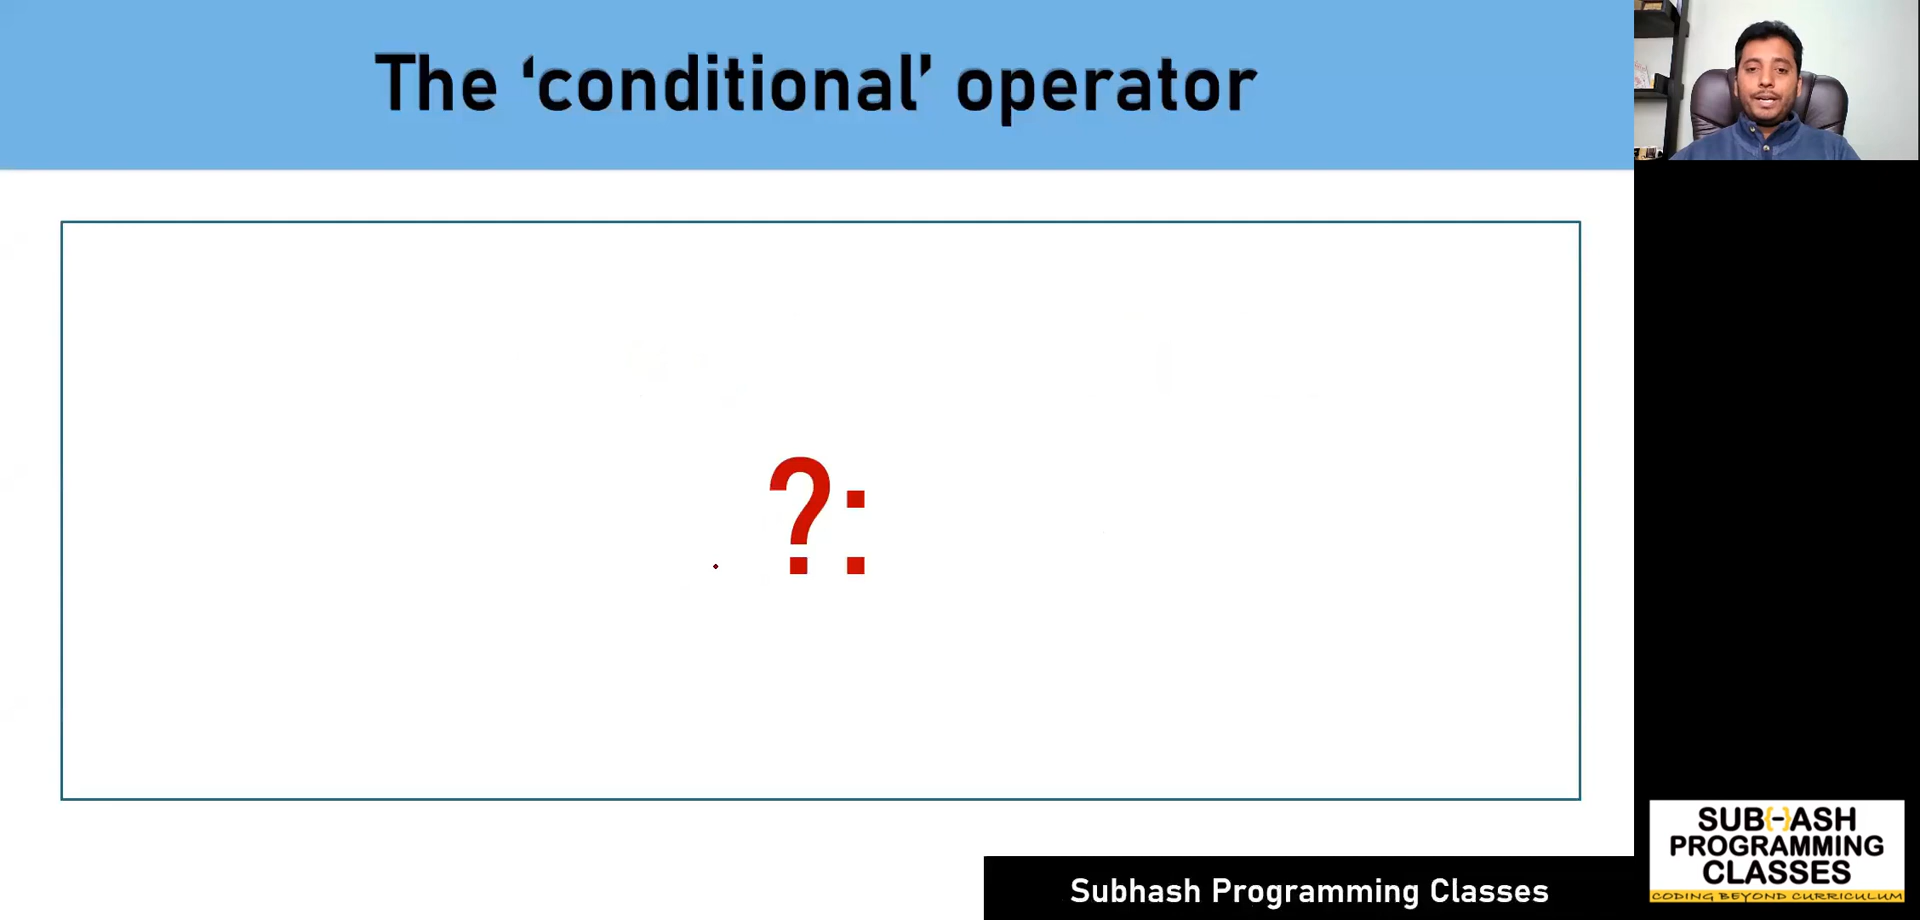 The ‘conditional’ operator
?:
Subhash Programming Classes
SUBHASH
PROGRAMMING
CLASSES
CODING BEYOND CURRICULUM